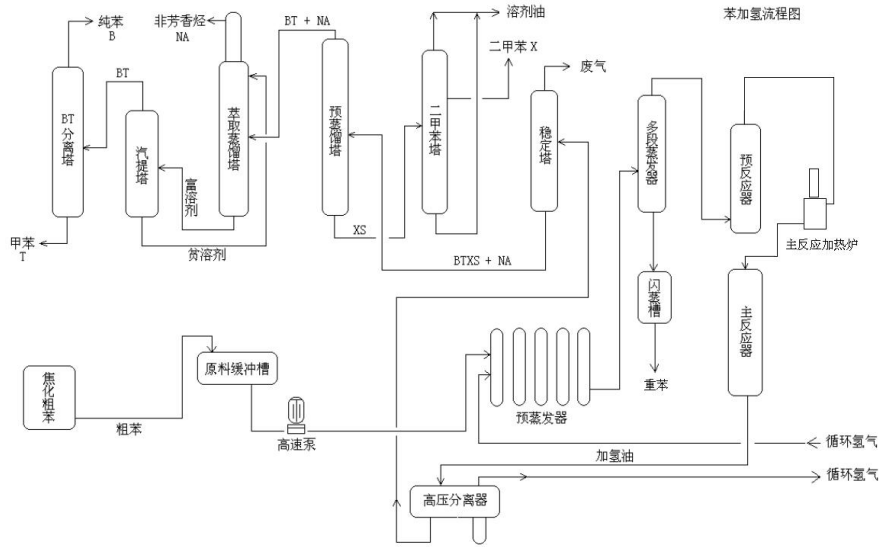 苯加氢流程图
纯苯
B
非芳香烃
NA
BT + NA
溶剂油
二甲苯 X
废气
BT
BT分离塔
汽提塔
萃取蒸馏塔
预蒸馏塔
二甲苯塔
稳定塔
多段蒸发器
预反应器
富溶剂
主反应加热炉
甲苯
T
贫溶剂
XS
BTXS + NA
闪蒸槽
主反应器
焦化粗苯
原料缓冲槽
重苯
粗苯
高速泵
预蒸发器
循环氢气
加氢油
循环氢气
高压分离器